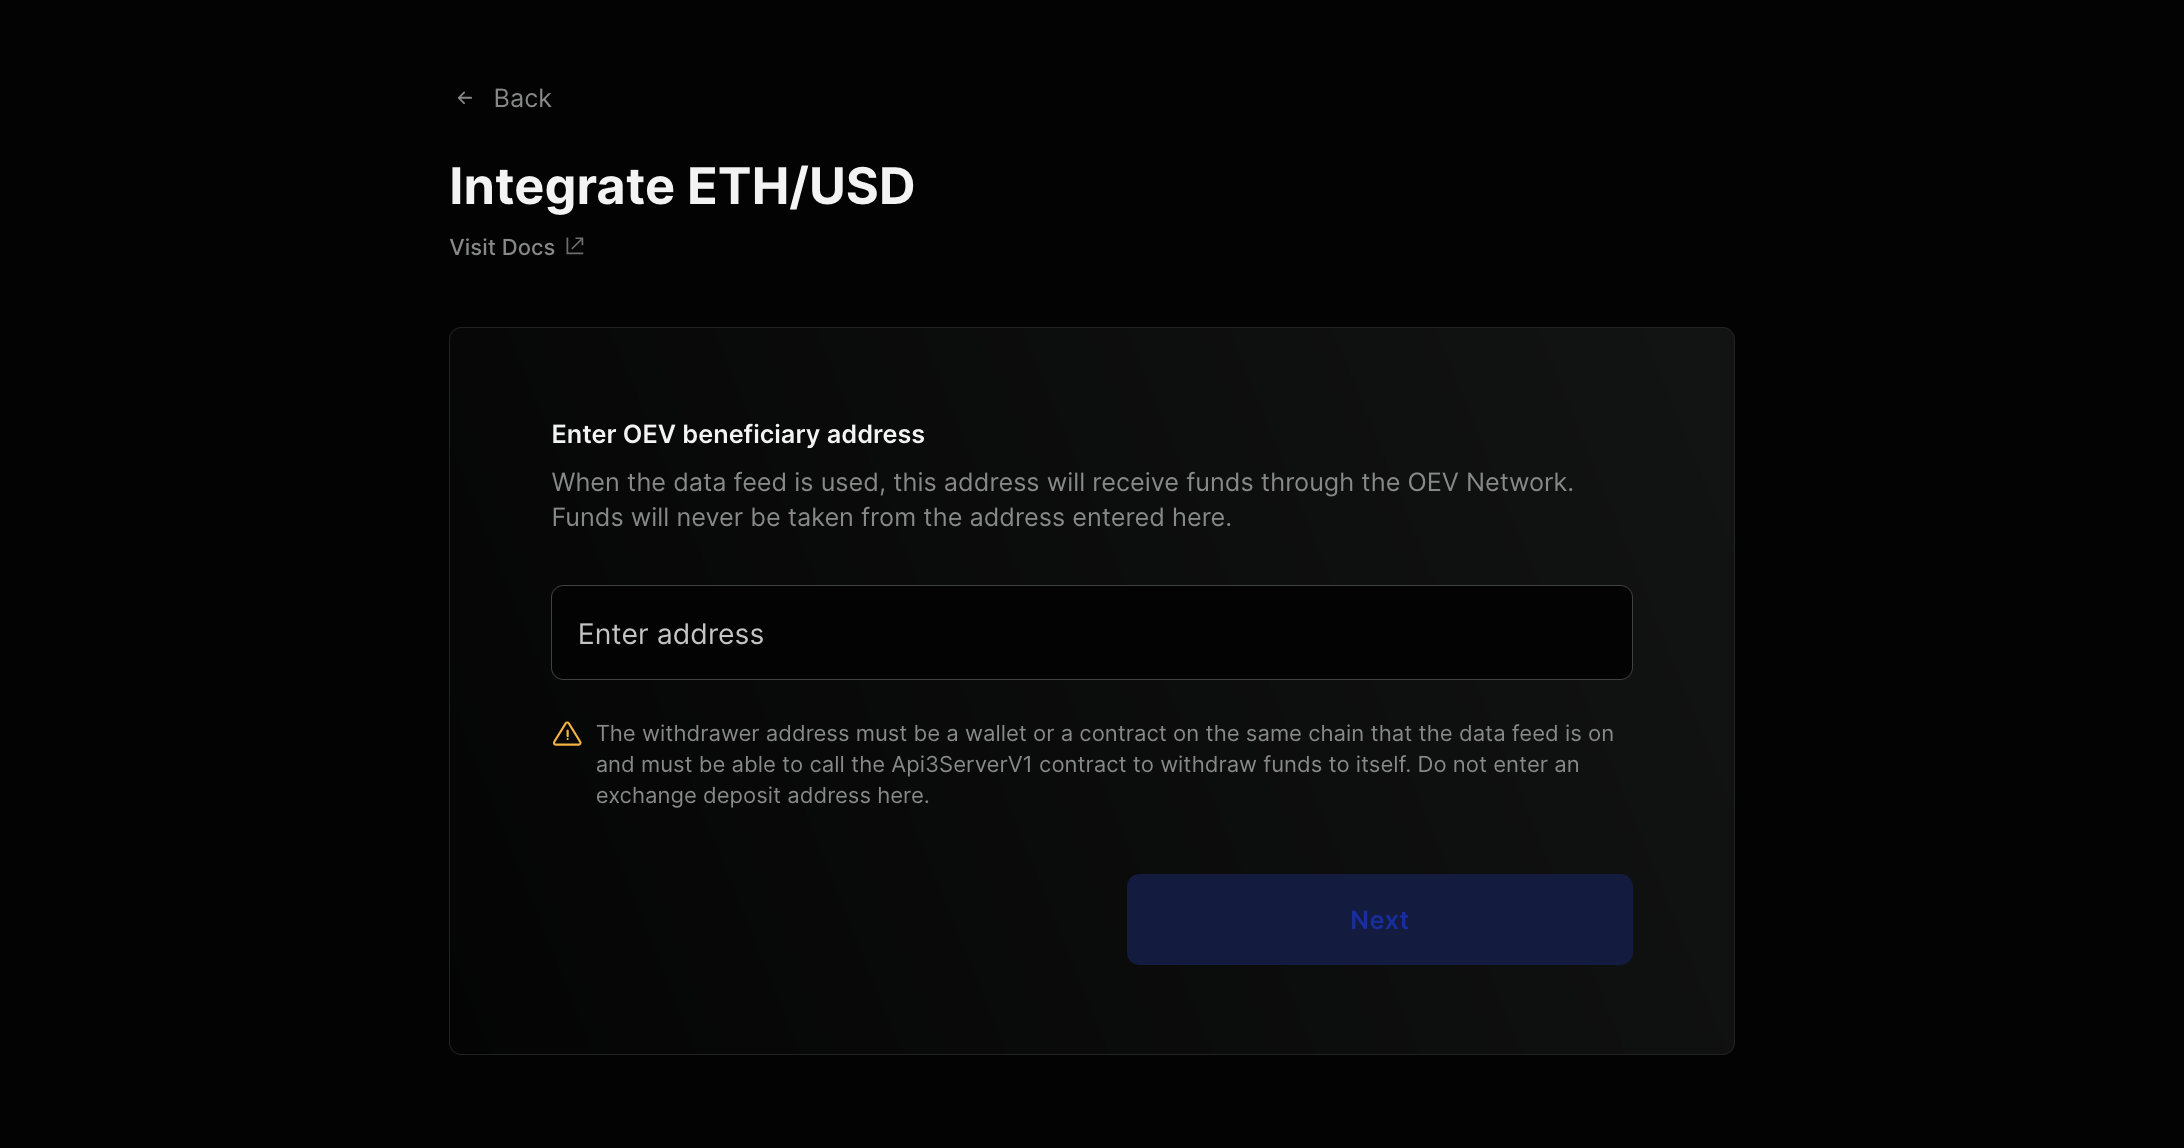 Back
Integrate ETH/USD
Visit Docs
Enter OEV beneficiary address
When the data feed is used, this address will receive funds through the OEV Network.
Funds will never be taken from the address entered here.
Enter address
The withdrawer address must be a wallet or a contract on the same chain that the data feed is on
and must be able to call the Api3ServerV1 contract to withdraw funds to itself. Do not enter an
exchange deposit address here.
Next